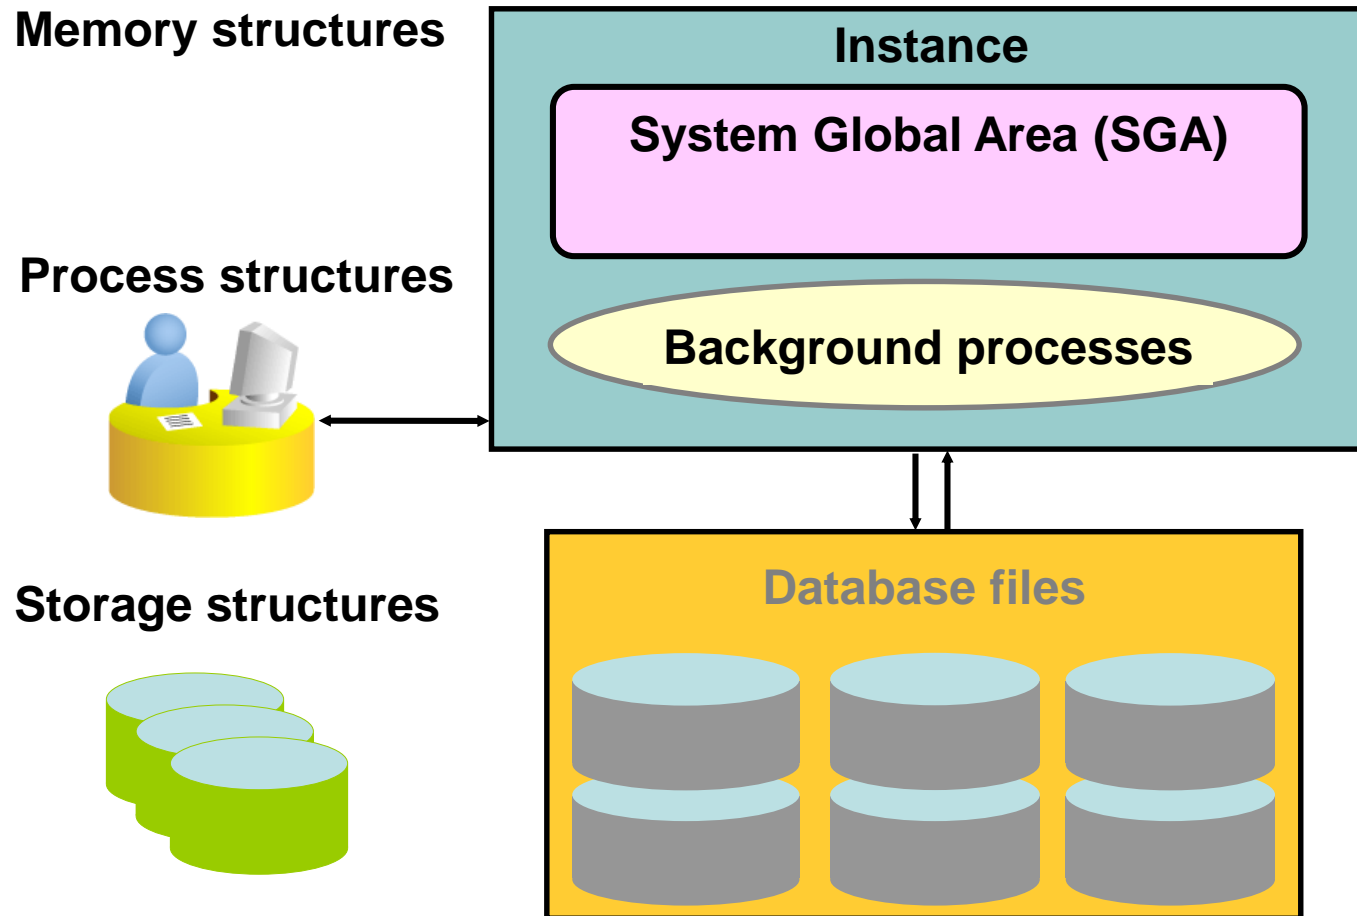 Memory structures
Instance
System Global Area (SGA)
Process structures
Background processes
Storage structures
Database files